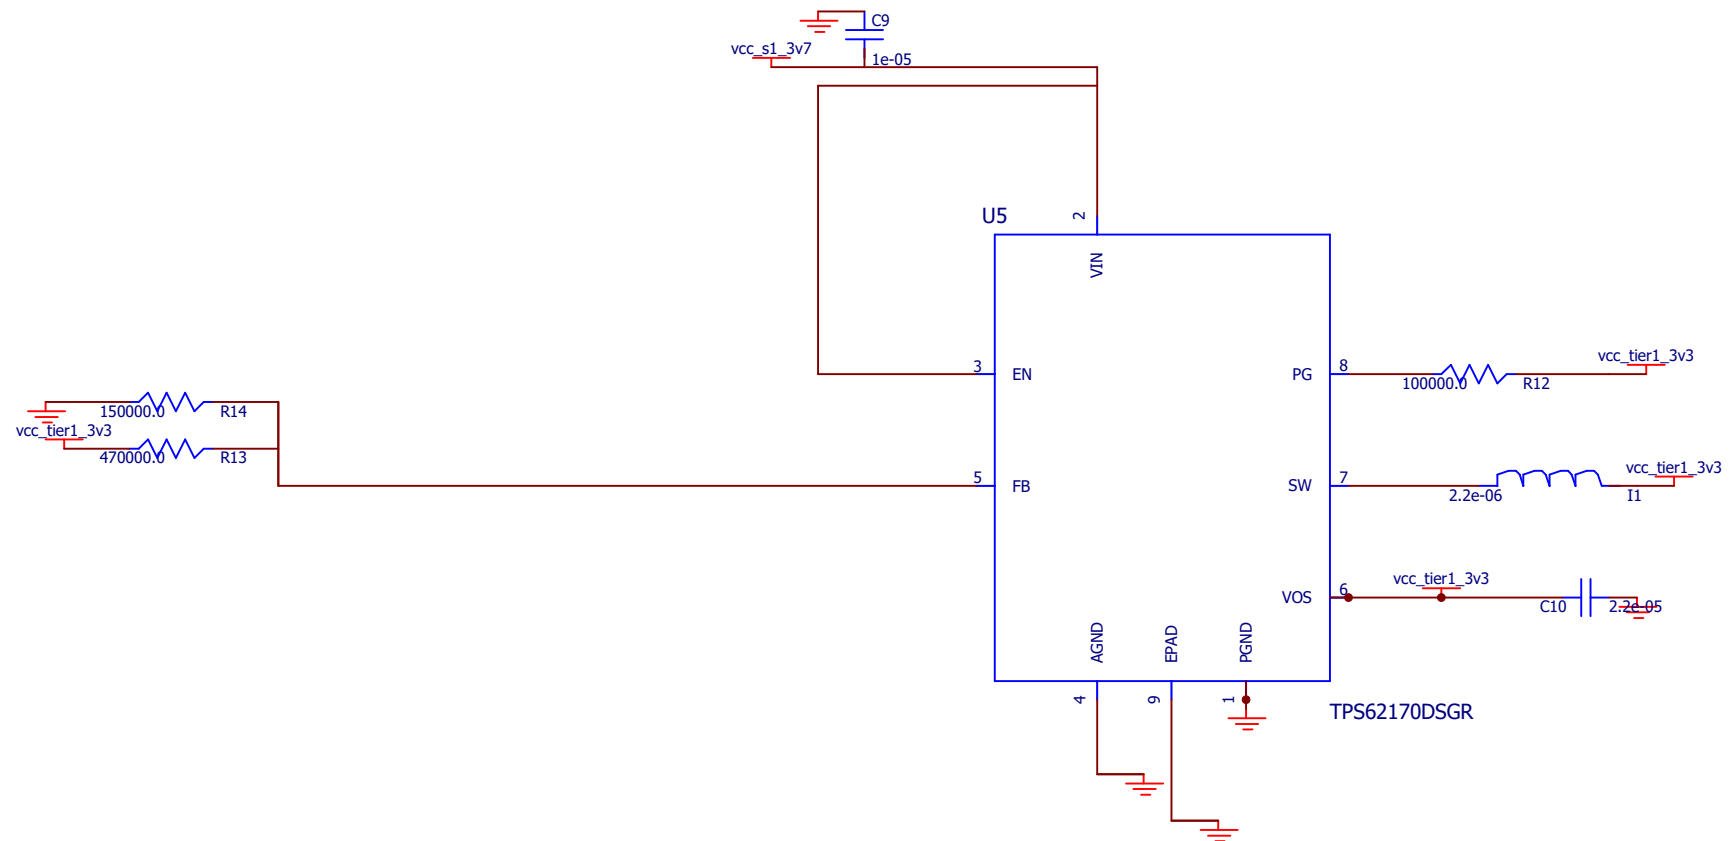 C9
vcc_s1_3v7
1e-05
U5
2
VIN
3
EN
PG
8
100000.0
R12
vcc_tier1_3v3
150000.0
R14
vcc_tier1_3v3
470000.0
R13
5
FB
SW
7
2.2e-06
I1
vcc_tier1_3v3
VOS
6
vcc_tier1_3v3
C10
2.2e-05
AGND
EPAD
PGND
4
9
1
TPS62170DSGR